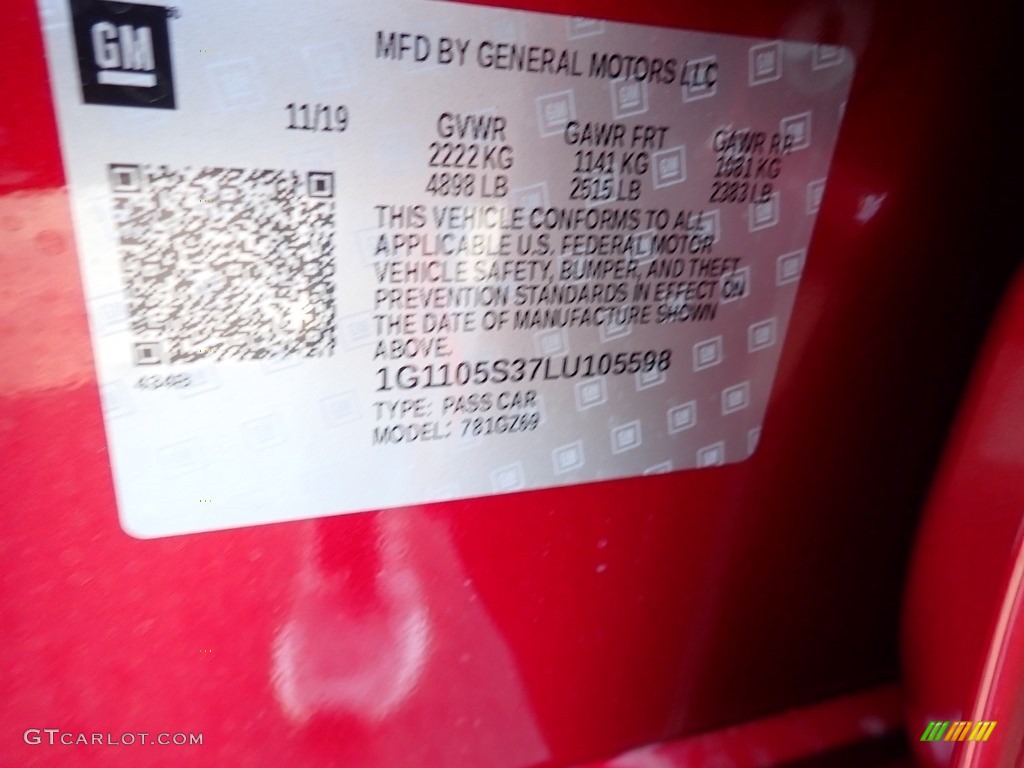 GM
MFD BY GENERAL MOTORS LLC
11/19 GVWR GAWR FRT GAWR RR
2222 KG 1141 KG 1081 KG
4898 LB 2515 LB 2383 LB
THIS VEHICLE CONFORMS TO ALL
APPLICABLE U.S. FEDERAL MOTOR
VEHICLE SAFETY, BUMPER, AND THEFT
PREVENTION STANDARDS IN EFFECT ON
THE DATE OF MANUFACTURE SHOWN
ABOVE.
1G1105S37LU105598
TYPE: PASS CAR
MODEL: 781GZ69
GTCARLOT.COM